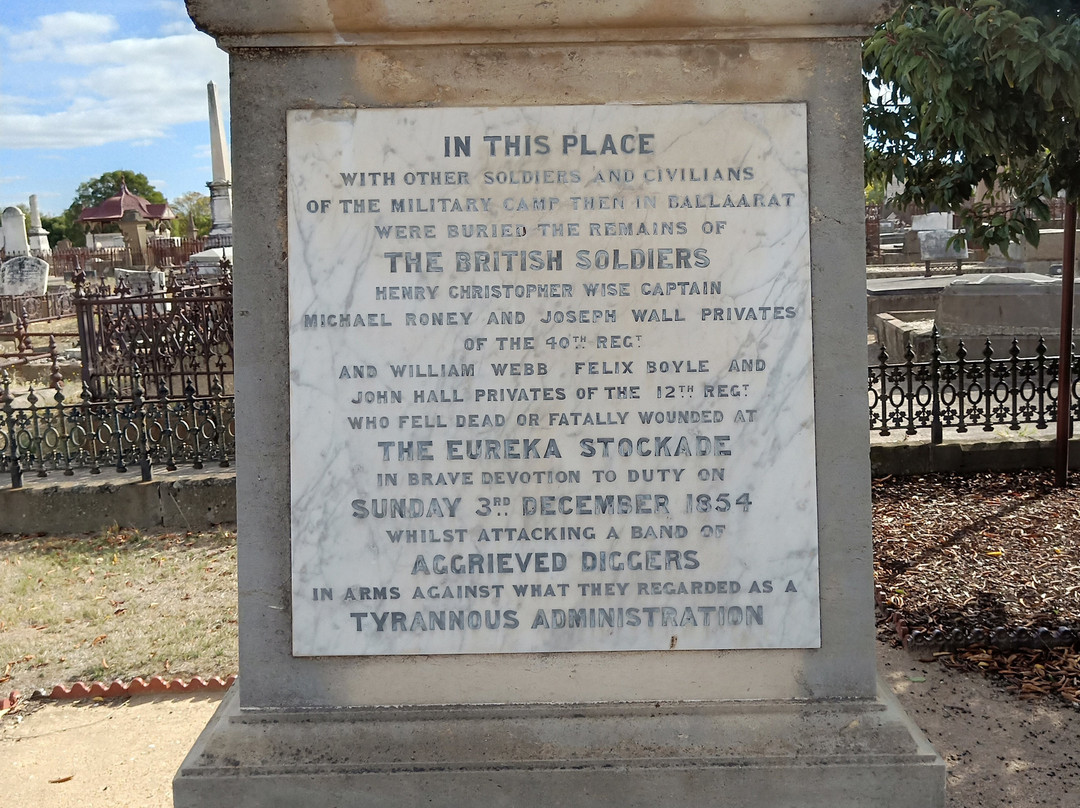 IN THIS PLACE
WITH OTHER SOLDIERS AND CIVILIANS
OF THE MILITARY CAMP THEN IN BALLAARAT
WERE BURIED THE REMAINS OF
THE BRITISH SOLDIERS
HENRY CHRISTOPHER WISE CAPTAIN
MICHAEL RONEY AND JOSEPH WALL PRIVATES
OF THE 40TH REGT
AND WILLIAM WEBB FELIX BOYLE AND
JOHN HALL PRIVATES OF THE 12TH REGT
WHO FELL DEAD OR FATALLY WOUNDED AT
THE EUREKA STOCKADE
IN BRAVE DEVOTION TO DUTY ON
SUNDAY 3RD DECEMBER 1854
WHILST ATTACKING A BAND OF
AGGRIEVED DIGGERS
IN ARMS AGAINST WHAT THEY REGARDED AS A
TYRANNOUS ADMINISTRATION